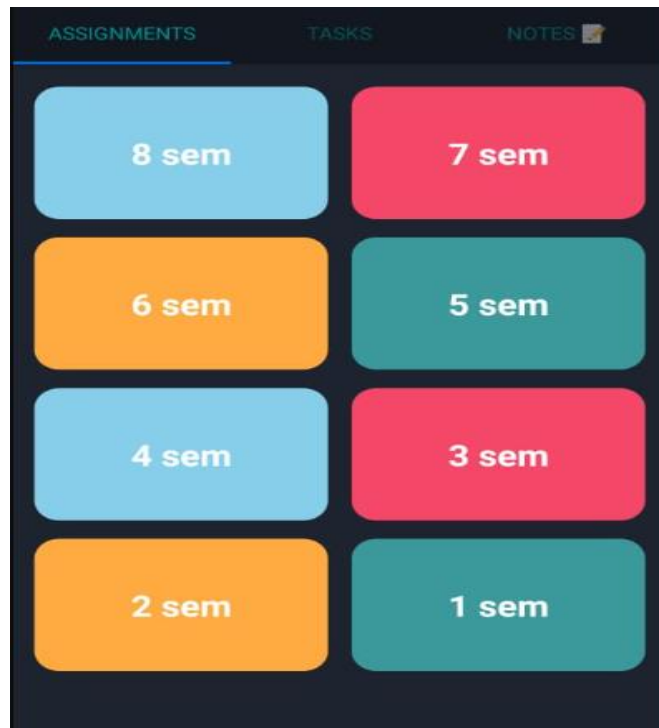 ASSIGNMENTS TASKS NOTES 📝
8 sem 7 sem
6 sem 5 sem
4 sem 3 sem
2 sem 1 sem